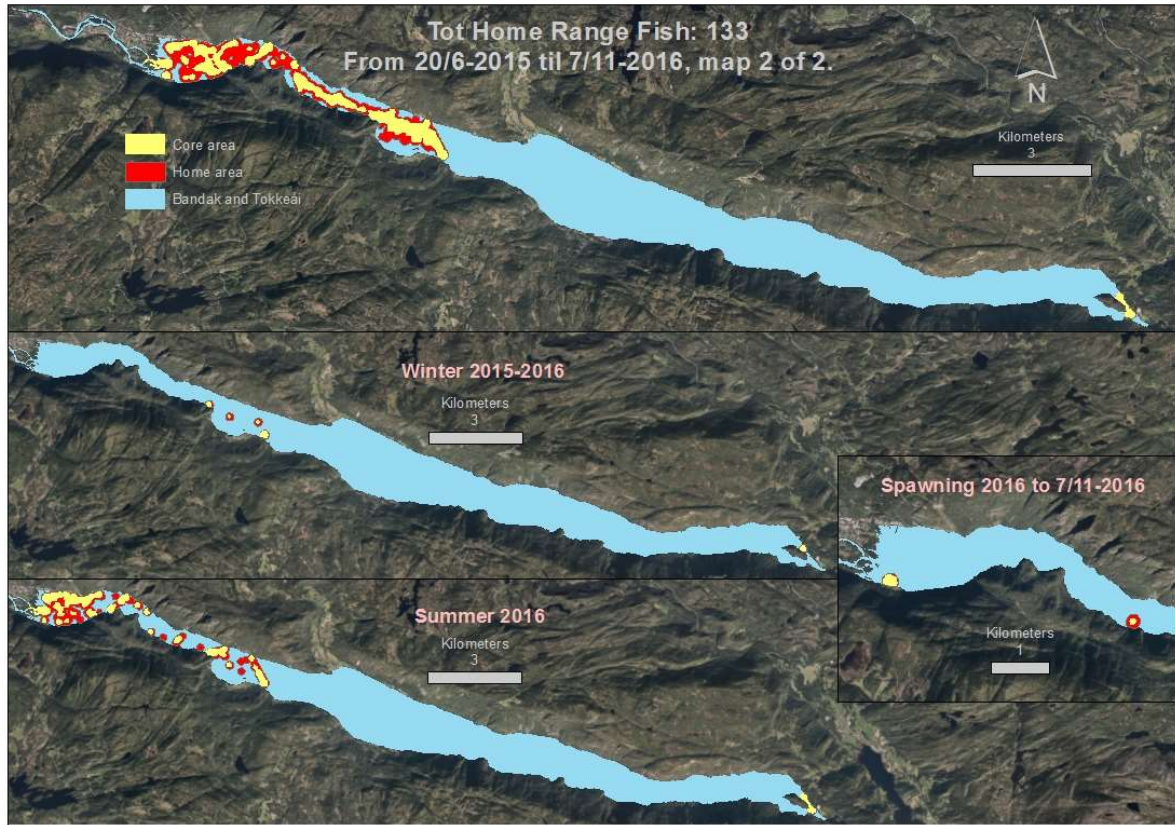 Tot Home Range Fish: 133
From 20/6-2015 til 7/11-2016, map 2 of 2.
N
Kilometers
3
Core area
Home area
Bandak and Tokkeåi
Winter 2015-2016
Kilometers
3
Spawning 2016 to 7/11-2016
Kilometers
1
Summer 2016
Kilometers
3